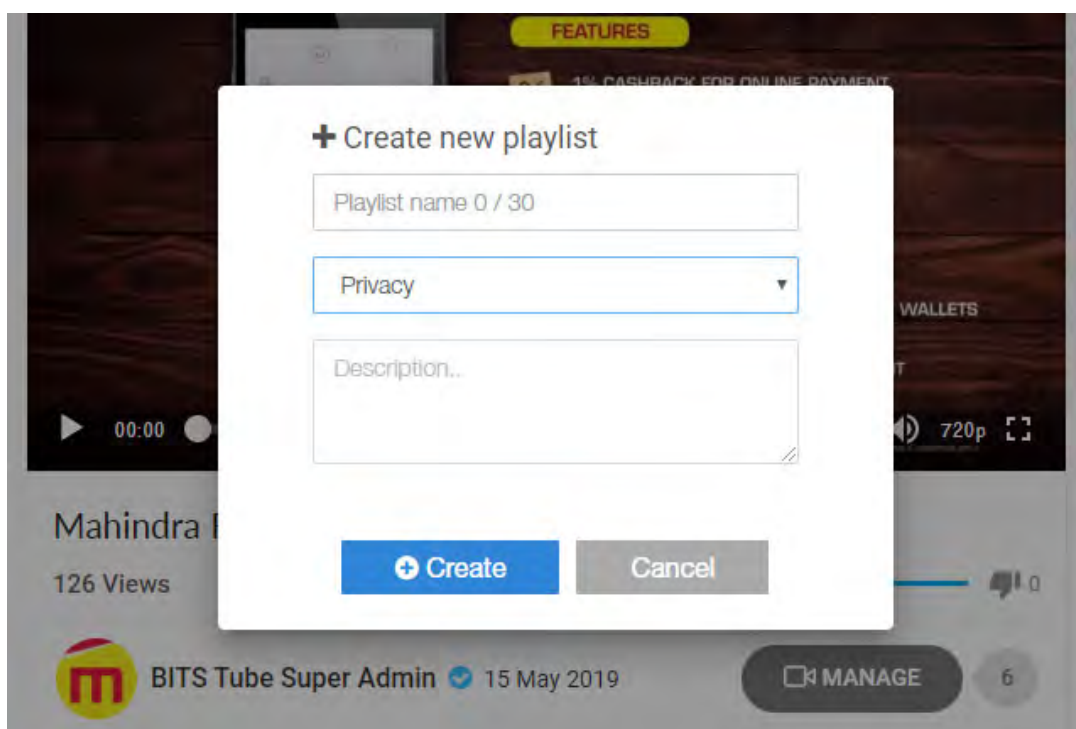 FEATURES
1% CASHBACK FOR ONLINE PAYMENT
Create new playlist
Playlist name 0 / 30
Privacy
WALLETS
Description..
00:00
720p
Mahindra
Create
Cancel
126 Views
0
m
BITS Tube Super Admin 15 May 2019
MANAGE
6